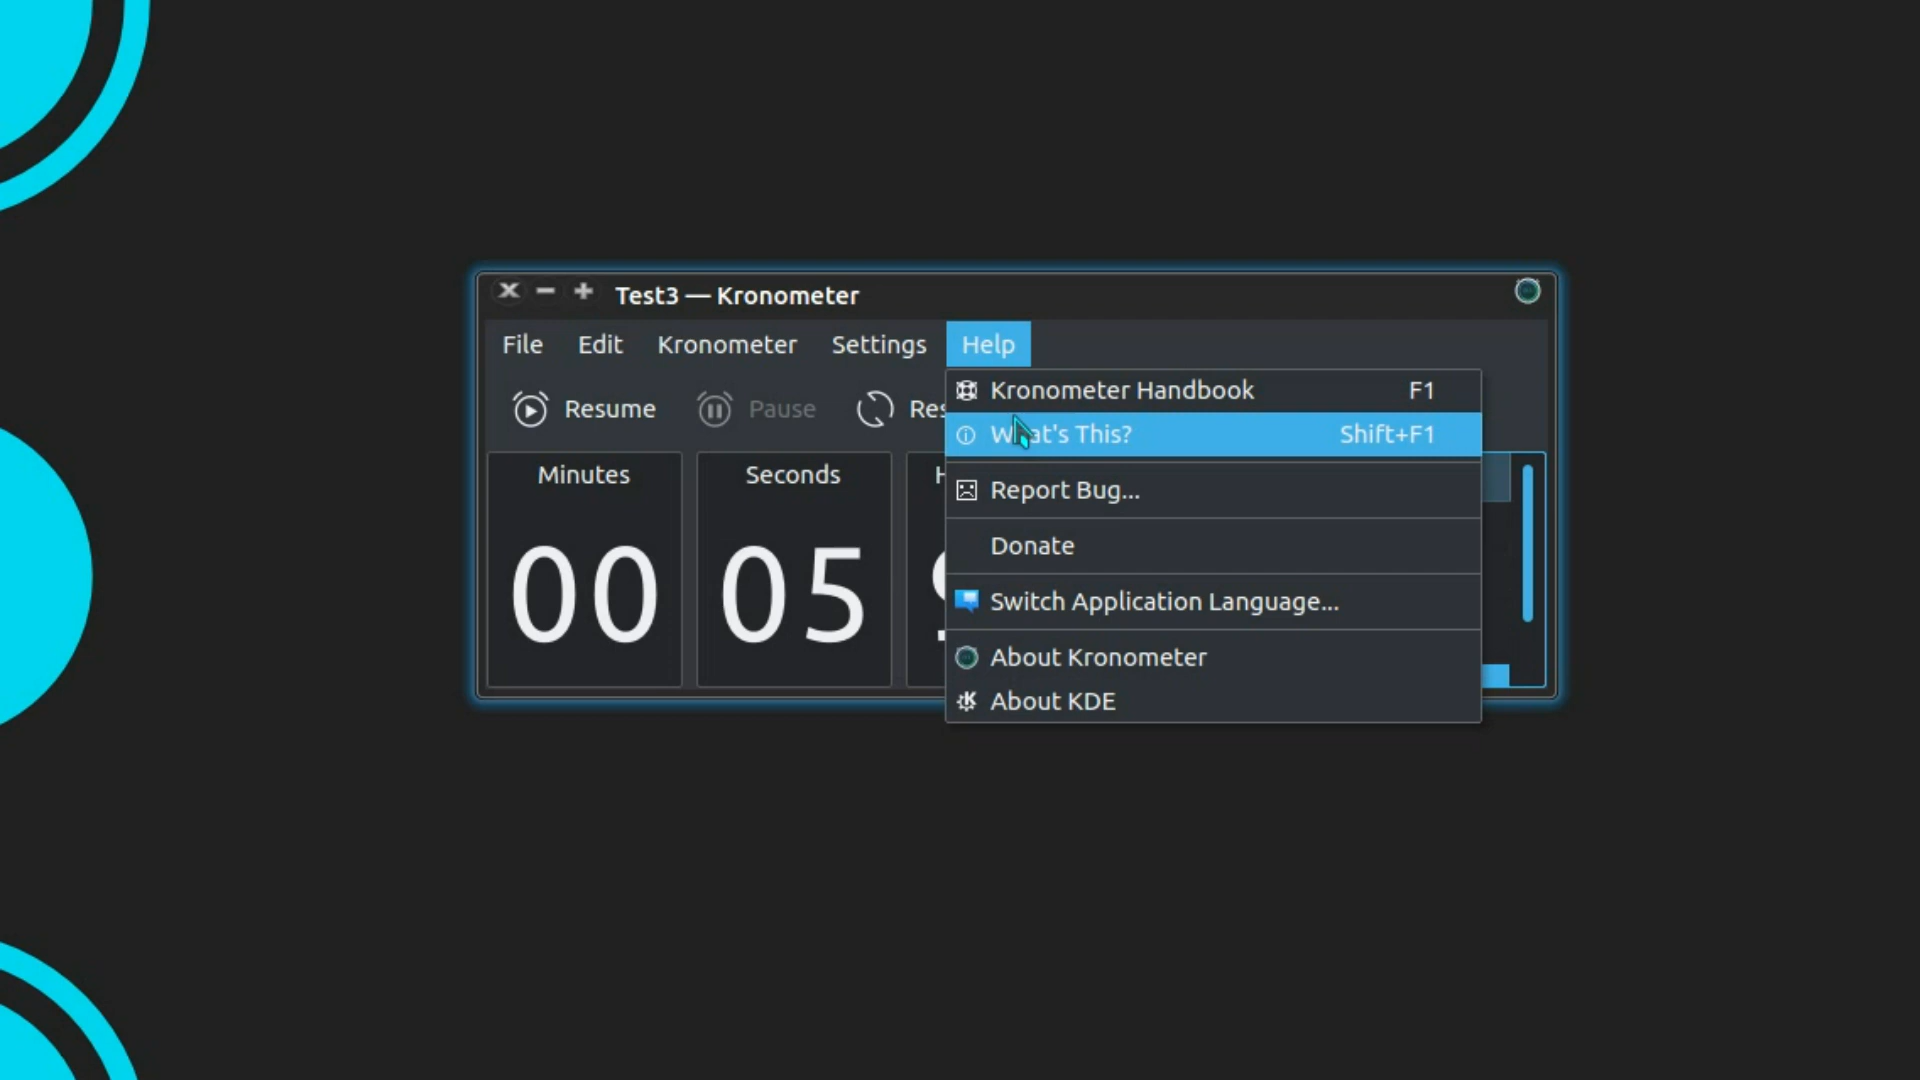 Test3 — Kronometer
File Edit Kronometer Settings Help
Resume Pause
Kronometer Handbook F1
What's This? Shift+F1
Report Bug...
Donate
Switch Application Language...
About Kronometer
About KDE
Minutes Seconds
00 05